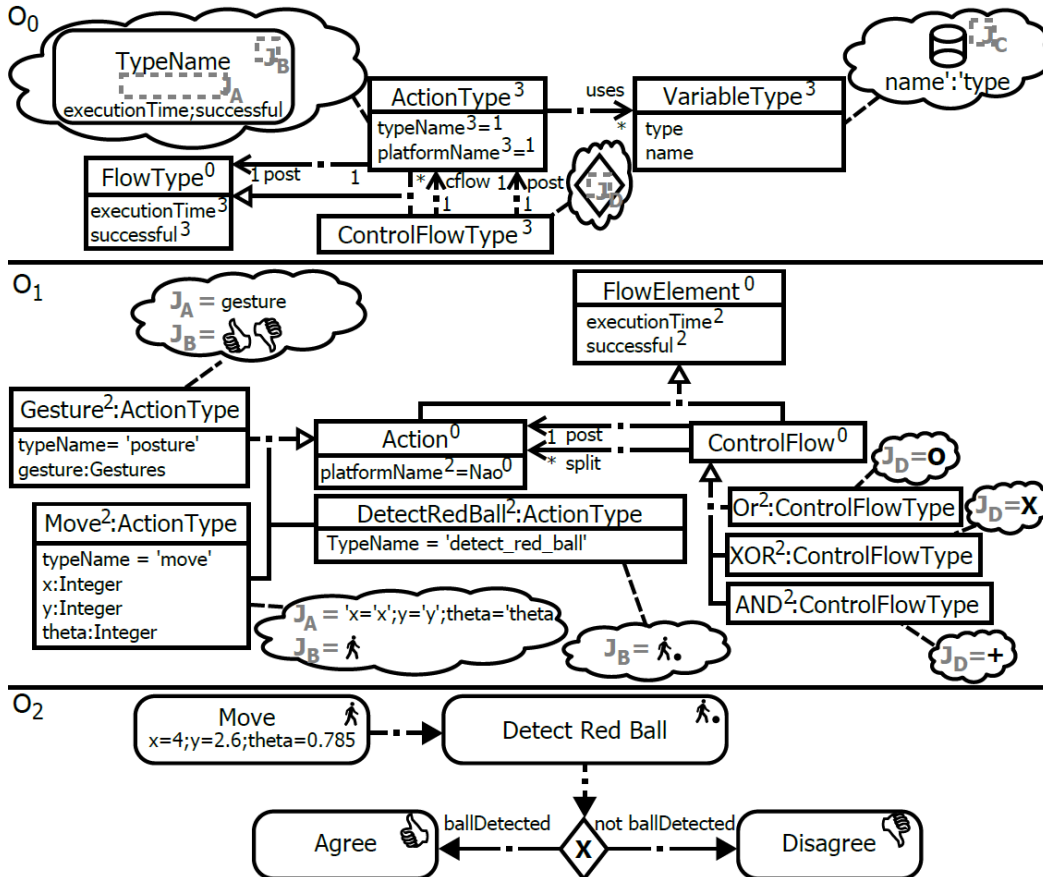 O0
TypeName
JB
JA
executionTime;successful
ActionType3
typeName3=1
platformName3=1
uses
*
VariableType3
type
name
JC
name':'type
FlowType0
executionTime3
successful3
1 post
1
* cflow
1
1 post
1
JD
ControlFlowType3
O1
JA = gesture
JB =
FlowElement0
executionTime2
successful2
Gesture2:ActionType
typeName= 'posture'
gesture:Gestures
Action0
platformName2=Nao0
1 post
* split
ControlFlow0
JD=O
Or2:ControlFlowType
JD=X
XOR2:ControlFlowType
AND2:ControlFlowType
JD=+
Move2:ActionType
typeName = 'move'
x:Integer
y:Integer
theta:Integer
DetectRedBall2:ActionType
TypeName = 'detect_red_ball'
JA = 'x='x';y='y';theta='theta
JB =
JB =
O2
Move
x=4;y=2.6;theta=0.785
Detect Red Ball
Agree
ballDetected
X
not ballDetected
Disagree